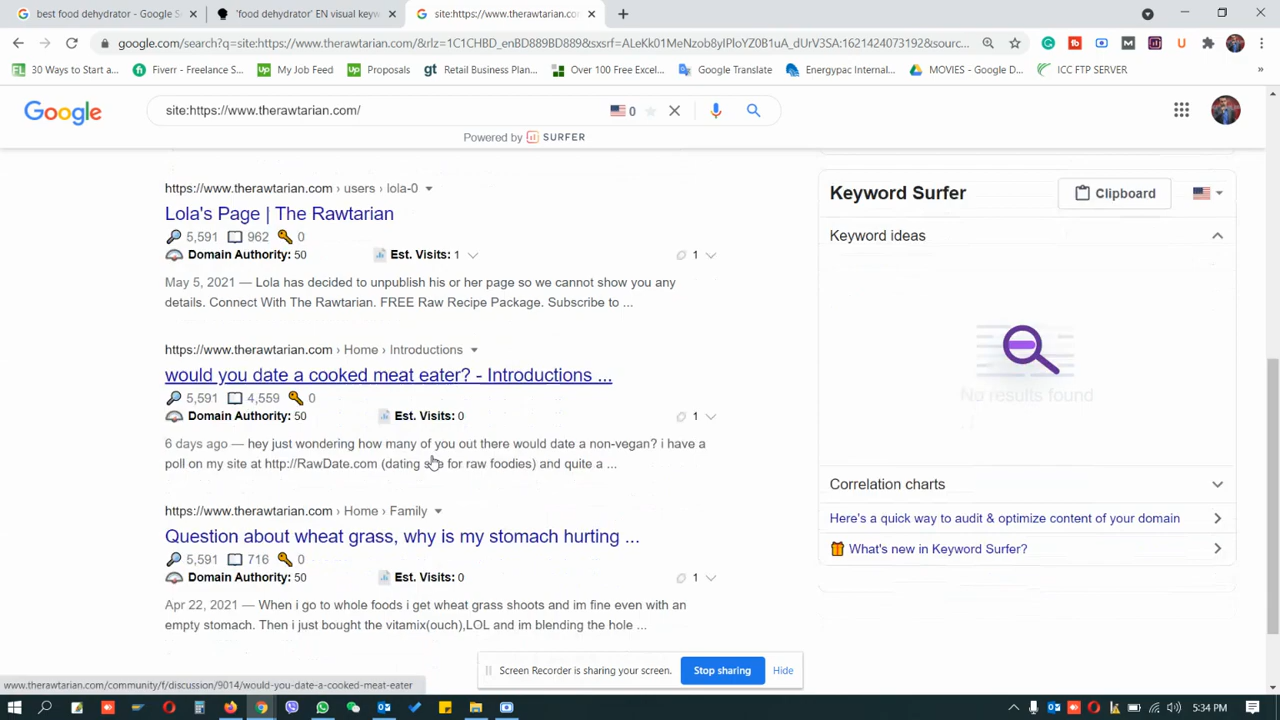 best food dehydrator - Google S
'food dehydrator' EN visual keyw
site:https://www.therawtarian.com
google.com/search?q=site:https://www.therawtarian.com/&rlz=1C1CHBD_enBD889BD889&sxsrf=ALeKk01MeNzob8yIPloYZ0B1uA_dUrV3SA:1621424073192&sourc...
30 Ways to Start a...
Fiverr - Freelance S...
My Job Feed
Proposals
Retail Business Plan...
Over 100 Free Excel...
Google Translate
Energypac Internal...
MOVIES - Google D...
ICC FTP SERVER
»
Google
site:https://www.therawtarian.com/
0
Powered by SURFER
https://www.therawtarian.com › users › lola-0
Lola's Page | The Rawtarian
5,591 962 0
Domain Authority: 50 Est. Visits: 1 1
May 5, 2021 — Lola has decided to unpublish his or her page so we cannot show you any
details. Connect With The Rawtarian. FREE Raw Recipe Package. Subscribe to ...
https://www.therawtarian.com › Home › Introductions
would you date a cooked meat eater? - Introductions ...
5,591 4,559 0
Domain Authority: 50 Est. Visits: 0 1
6 days ago — hey just wondering how many of you out there would date a non-vegan? i have a
poll on my site at http://RawDate.com (dating site for raw foodies) and quite a ...
https://www.therawtarian.com › Home › Family
Question about wheat grass, why is my stomach hurting ...
5,591 716 0
Domain Authority: 50 Est. Visits: 0 1
Apr 22, 2021 — When i go to whole foods i get wheat grass shoots and im fine even with an
empty stomach. Then i just bought the vitamix(ouch),LOL and im blending the hole ...
Keyword Surfer
Clipboard
Keyword ideas
No results found
Correlation charts
Here's a quick way to audit & optimize content of your domain
What's new in Keyword Surfer?
Screen Recorder is sharing your screen.
Stop sharing
Hide
www.therawtarian.com/community/f/discussion/9014/would-you-date-a-cooked-meat-eater
5:34 PM